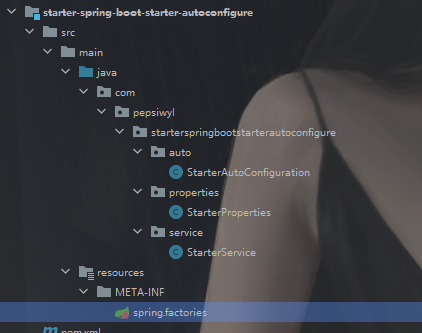 starter-spring-boot-starter-autoconfigure
src
main
java
com
pepsiwyl
starterspringbootstarterautoconfigure
auto
StarterAutoConfiguration
properties
StarterProperties
service
StarterService
resources
META-INF
spring.factories
pom.xml